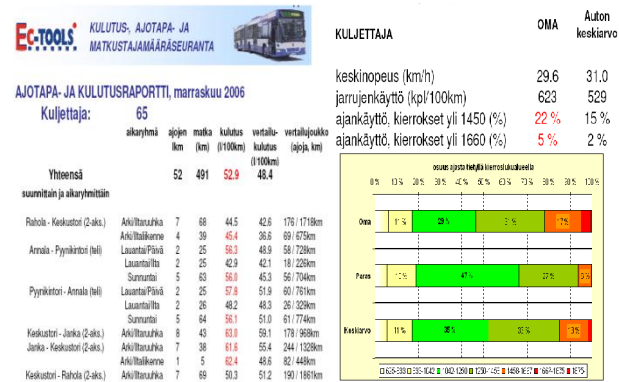 EC-TOOLS
KULUTUS-, AJOTAPA- JA
MATKUSTAJAMÄÄRÄSEURANTA
AJOTAPA- JA KULUTUSRAPORTTI, marraskuu 2006
Kuljettaja: 65
aikaryhmä ajojen matka kulutus vertailu- vertailujoukko
lkm (km) (l/100km) kulutus (ajoja, km)
(l/100km)
Yhteensä 52 491 52.9 48.4
suunnittain ja aikaryhmittäin
Rahola - Keskustori (2-aks.) Arki/Iltaruuhka 7 68 44.5 42.6 176 / 1718km
Arki/Iltaliikenne 4 39 45.4 36.6 69 / 675km
Annala - Pyynikintori (teli) Lauantai/Päivä 2 25 56.3 48.9 58 / 728km
Lauantai/Ilta 2 25 42.9 42.1 18 / 226km
Sunnuntai 5 63 56.0 45.3 56 / 704km
Pyynikintori - Annala (teli) Lauantai/Päivä 2 25 57.8 51.9 60 / 761km
Lauantai/Ilta 2 26 48.2 48.3 26 / 329km
Sunnuntai 5 64 56.1 51.0 61 / 774km
Keskustori - Janka (2-aks.) Arki/Iltaruuhka 8 43 63.0 59.1 178 / 969km
Janka - Keskustori (2-aks.) Arki/Iltaruuhka 7 38 61.6 55.4 244 / 1328km
Arki/Iltaliikenne 1 5 62.4 48.6 82 / 448km
Keskustori - Rahola (2-aks.) Arki/Iltaruuhka 7 69 50.3 51.2 190 / 1861km
KULJETTAJA OMA Auton
keskiarvo
keskinopeus (km/h) 29.6 31.0
jarrujenkäyttö (kpl/100km) 623 529
ajankäyttö, kierrokset yli 1450 (%) 22 % 15 %
ajankäyttö, kierrokset yli 1660 (%) 5 % 2 %
osuus ajasta tietyllä kierroslukualueella
0 % 10 % 20 % 30 % 40 % 50 % 60 % 70 % 80 % 90 % 100 %
Oma 11 % 29 % 31 % 17 %
Paras 13 % 47 % 27 %
Keskiarvo 11 % 35 % 33 % 13 %